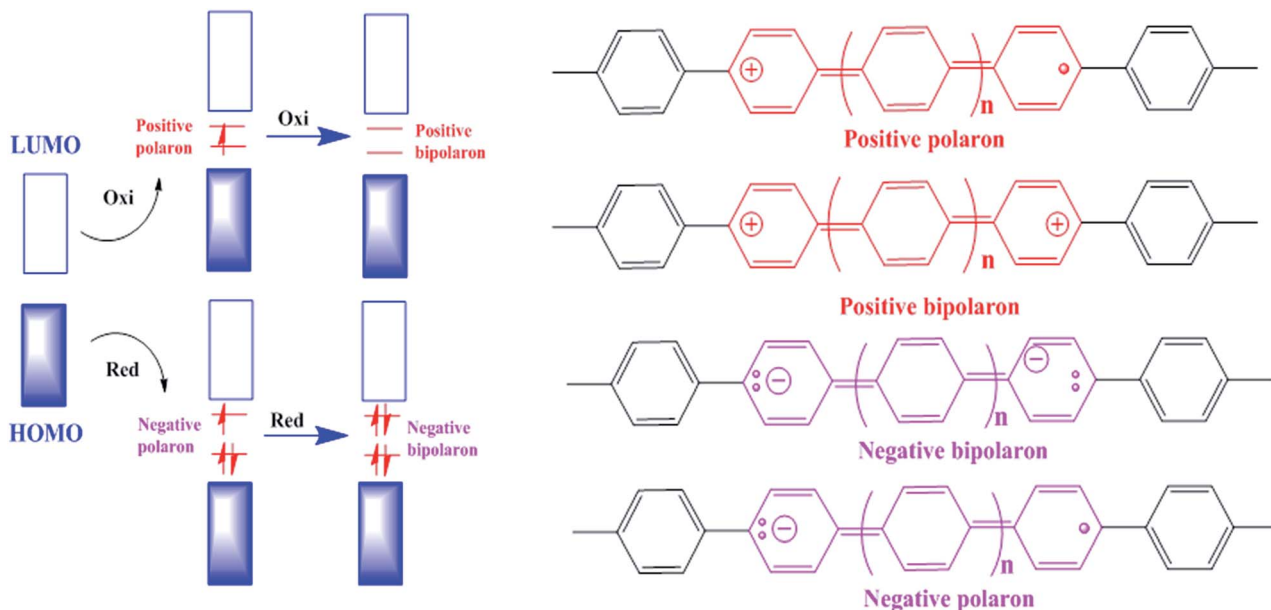 LUMO
HOMO
Oxi
Red
Positive
polaron
Oxi
Positive
bipolaron
Negative
polaron
Red
Negative
bipolaron
+
n
Positive polaron
+
+
n
Positive bipolaron
−
−
n
Negative bipolaron
−
n
Negative polaron